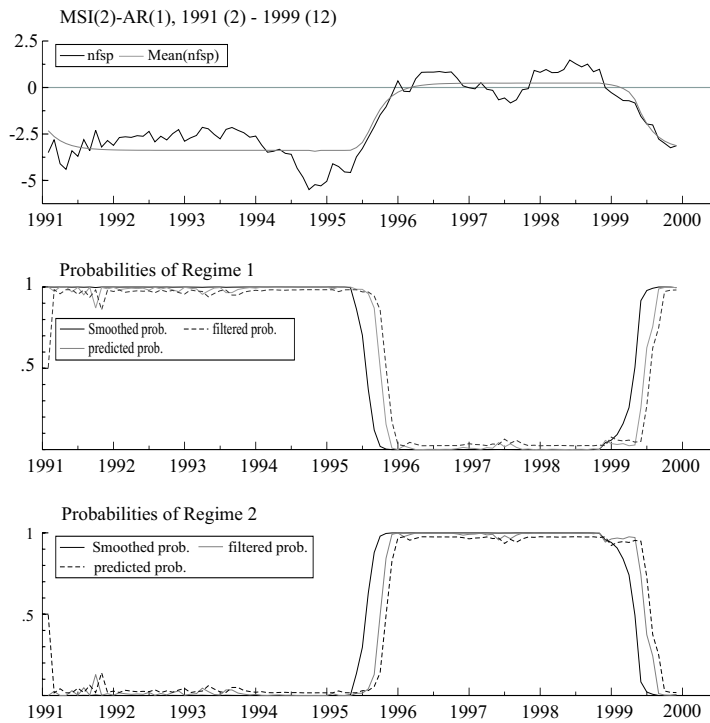 MSI(2)-AR(1), 1991 (2) - 1999 (12)
2.5
nfsp Mean(nfsp)
0
-2.5
-5
1991 1992 1993 1994 1995 1996 1997 1998 1999 2000
Probabilities of Regime 1
1
Smoothed prob. filtered prob.
predicted prob.
.5
1991 1992 1993 1994 1995 1996 1997 1998 1999 2000
Probabilities of Regime 2
1
Smoothed prob. filtered prob.
predicted prob.
.5
1991 1992 1993 1994 1995 1996 1997 1998 1999 2000